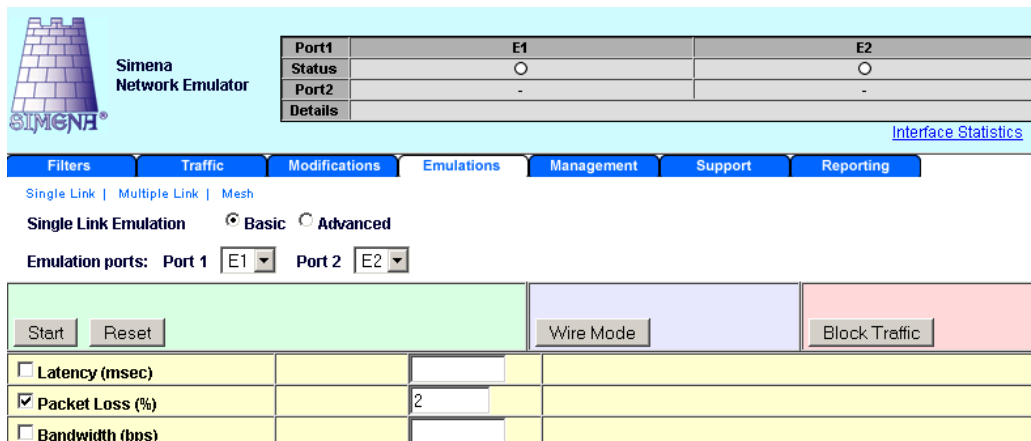 Simena
Network Emulator
SIMENA®
Port1 E1 E2
Status
Port2 - -
Details
Interface Statistics
Filters Traffic Modifications Emulations Management Support Reporting
Single Link | Multiple Link | Mesh
Single Link Emulation Basic Advanced
Emulation ports: Port 1 E1 Port 2 E2
Start Reset Wire Mode Block Traffic
Latency (msec)
Packet Loss (%) 2
Bandwidth (bps)